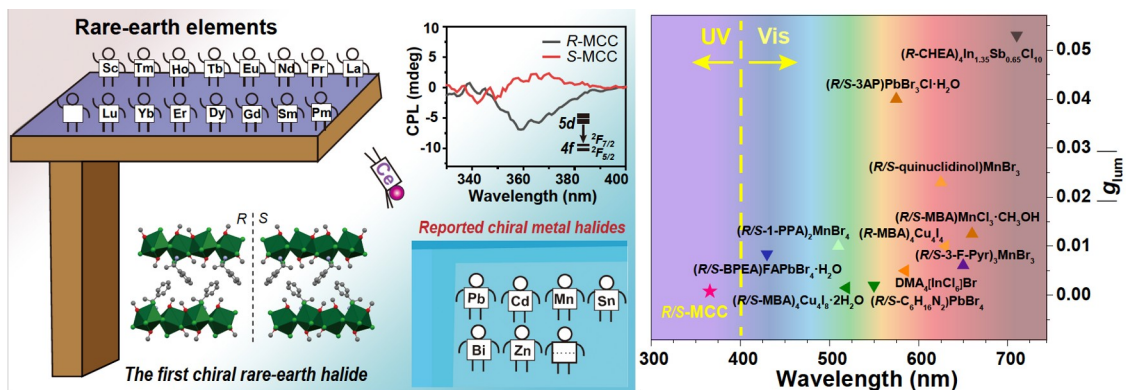 Rare-earth elements
Sc Tm Ho Tb Eu Nd Pr La
Lu Yb Er Dy Gd Sm Pm
Ce
R S
The first chiral rare-earth halide
CPL (mdeg)
10
5
0
-5
-10
R-MCC
S-MCC
5d
4f
²F₇/₂
²F₅/₂
330 340 360 380 400
Wavelength (nm)
Reported chiral metal halides
Pb Cd Mn Sn
Bi Zn ......
UV Vis
(R-CHEA)₄In₁.₃₅Sb₀.₆₅Cl₁₀
(R/S-3AP)PbBr₃Cl·H₂O
(R/S-quinuclidinol)MnBr₃
(R/S-MBA)MnCl₃·CH₃OH
(R/S-1-PPA)₂MnBr₄
(R-MBA)₄Cu₄I₄
(R/S-3-F-Pyr)₃MnBr₃
(R/S-BPEA)FAPbBr₄·H₂O
DMA₄(InCl₆)Br
R/S-MCC
(R/S-MBA)₄Cu₄I₈·2H₂O
(R/S-C₆H₁₆N₂)PbBr₄
0.05
0.04
0.03
0.02
0.01
0.00
|g_lum|
300 400 500 600 700
Wavelength (nm)